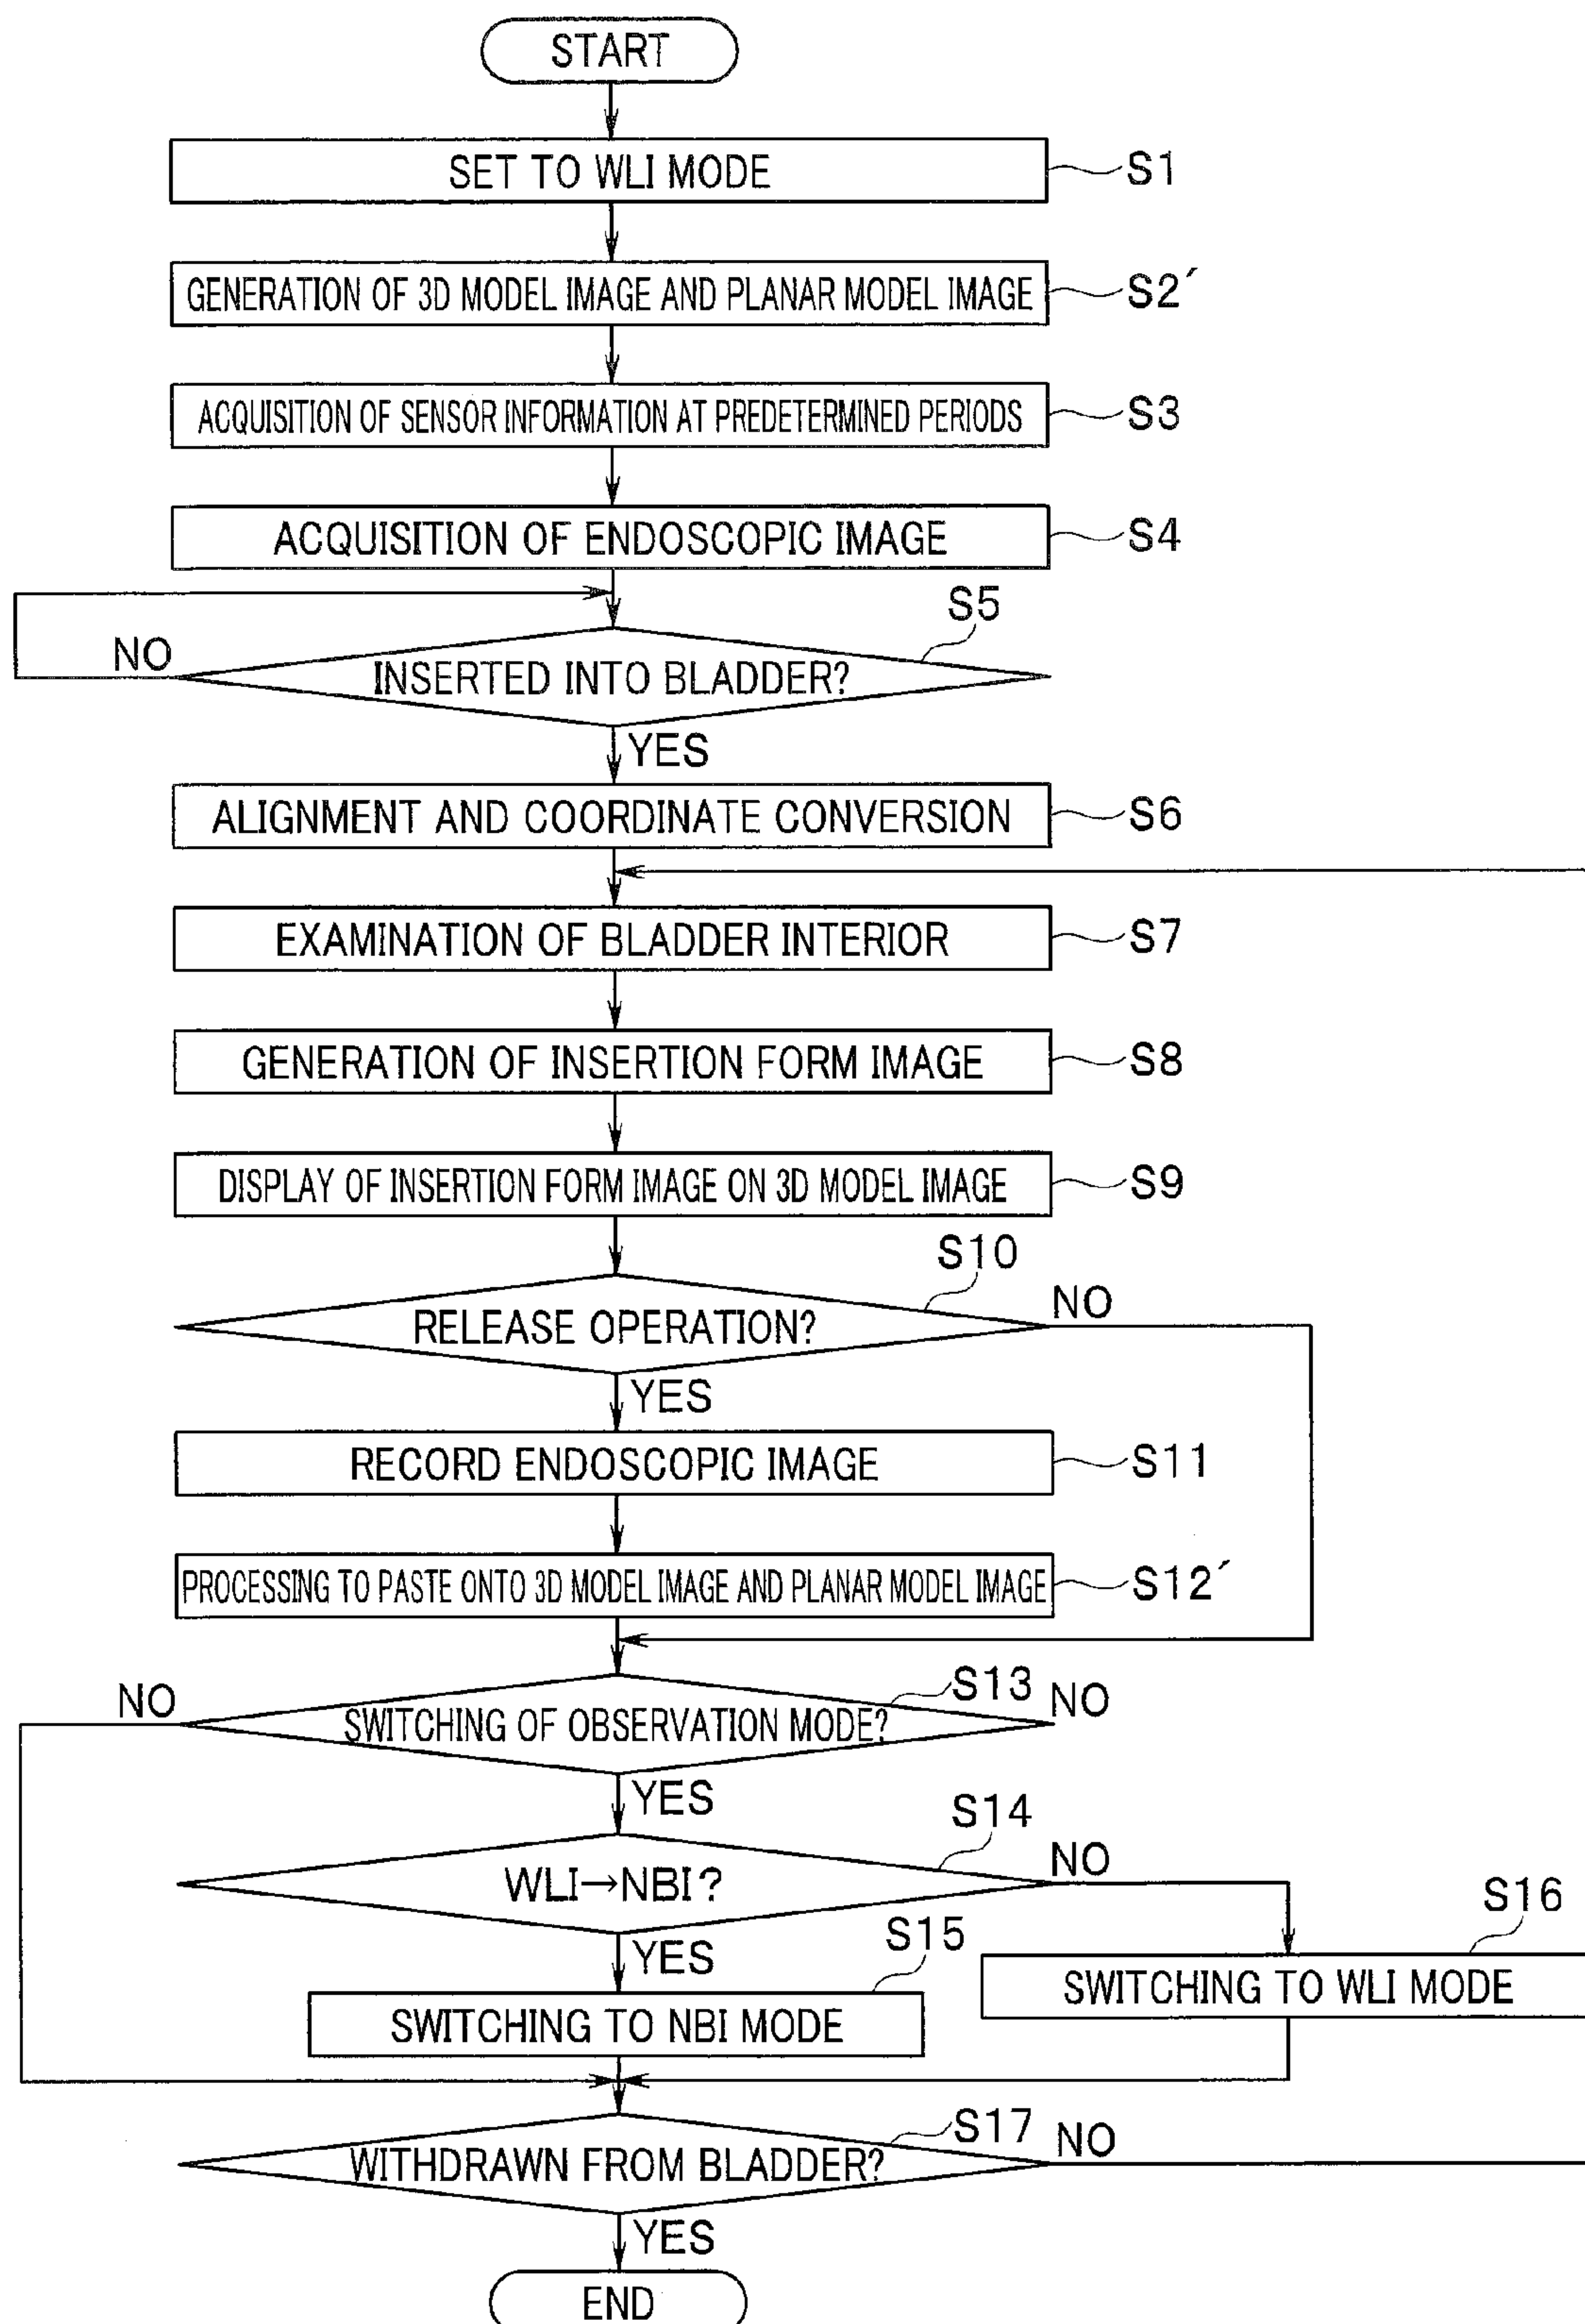 START
SET TO WLI MODE
S1
GENERATION OF 3D MODEL IMAGE AND PLANAR MODEL IMAGE
S2´
ACQUISITION OF SENSOR INFORMATION AT PREDETERMINED PERIODS
S3
ACQUISITION OF ENDOSCOPIC IMAGE
S4
S5
NO
INSERTED INTO BLADDER?
YES
ALIGNMENT AND COORDINATE CONVERSION
S6
EXAMINATION OF BLADDER INTERIOR
S7
GENERATION OF INSERTION FORM IMAGE
S8
DISPLAY OF INSERTION FORM IMAGE ON 3D MODEL IMAGE
S9
S10
NO
RELEASE OPERATION?
YES
RECORD ENDOSCOPIC IMAGE
S11
PROCESSING TO PASTE ONTO 3D MODEL IMAGE AND PLANAR MODEL IMAGE
S12´
NO
S13
NO
SWITCHING OF OBSERVATION MODE?
YES
S14
NO
WLI→NBI?
YES
S15
S16
SWITCHING TO WLI MODE
SWITCHING TO NBI MODE
S17
NO
WITHDRAWN FROM BLADDER?
YES
END